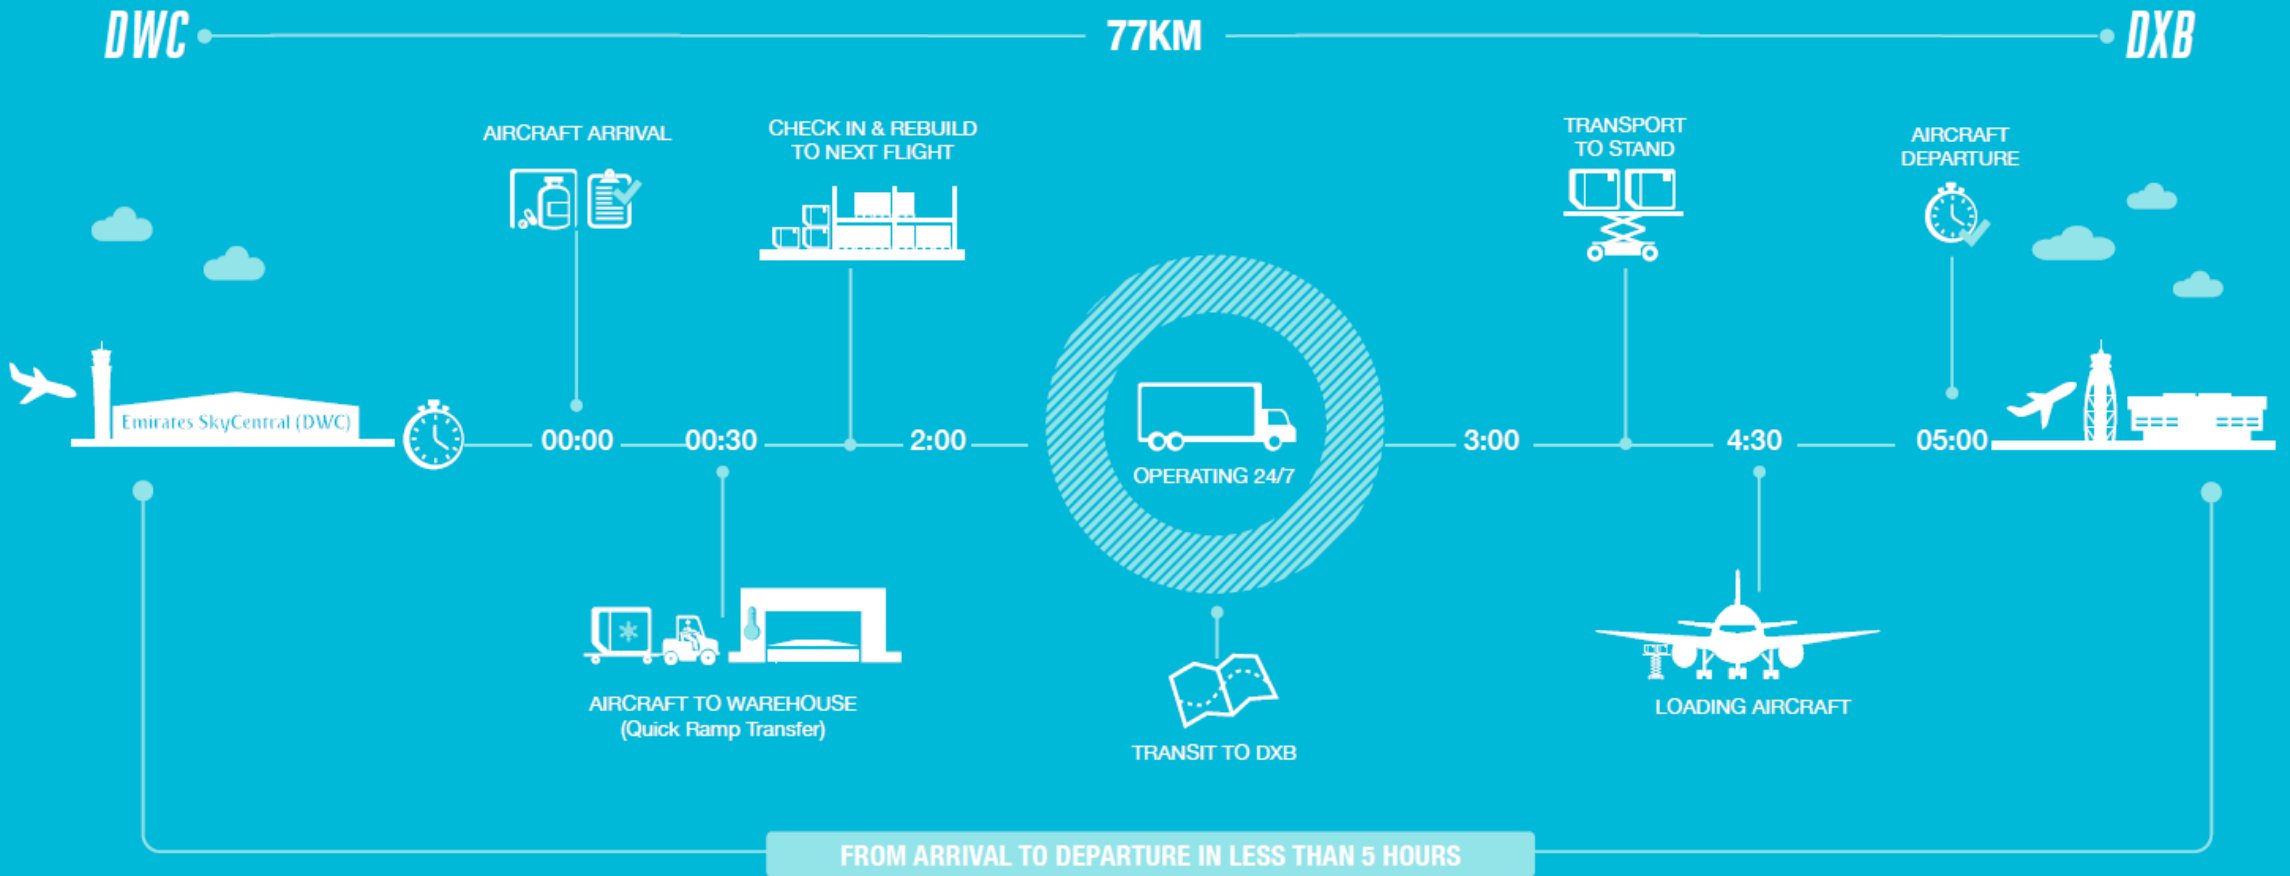 DWC
77KM
DXB
AIRCRAFT ARRIVAL
CHECK IN & REBUILD
TO NEXT FLIGHT
TRANSPORT
TO STAND
AIRCRAFT
DEPARTURE
Emirates SkyCentral (DWC)
00:00
00:30
2:00
OPERATING 24/7
3:00
4:30
05:00
AIRCRAFT TO WAREHOUSE
(Quick Ramp Transfer)
TRANSIT TO DXB
LOADING AIRCRAFT
FROM ARRIVAL TO DEPARTURE IN LESS THAN 5 HOURS